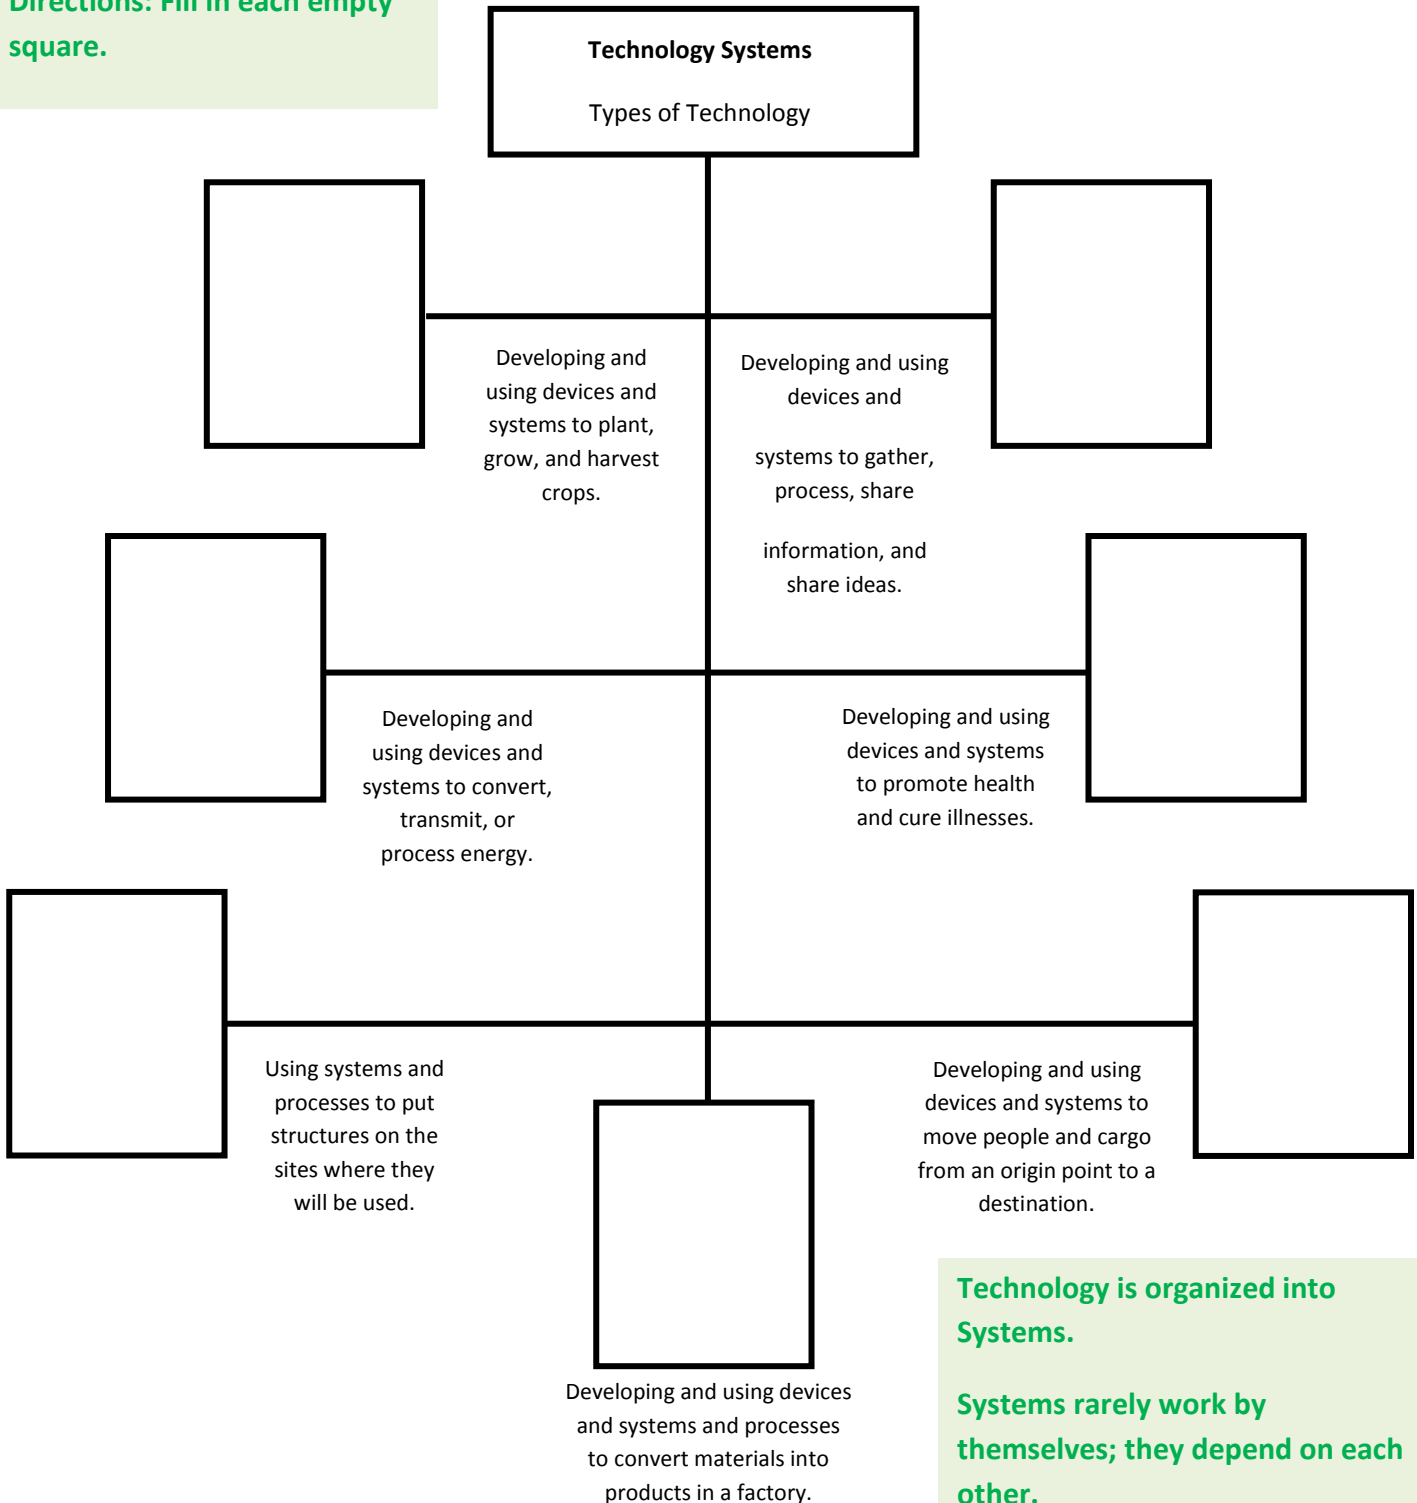 Directions: Fill in each empty
square.
Technology Systems
Types of Technology
Developing and
using devices and
systems to plant,
grow, and harvest
crops.
Developing and using
devices and
systems to gather,
process, share
information, and
share ideas.
Developing and
using devices and
systems to convert,
transmit, or
process energy.
Developing and using
devices and systems
to promote health
and cure illnesses.
Using systems and
processes to put
structures on the
sites where they
will be used.
Developing and using
devices and systems to
move people and cargo
from an origin point to a
destination.
Developing and using devices
and systems and processes
to convert materials into
products in a factory.
Technology is organized into
Systems.
Systems rarely work by
themselves; they depend on each
other.